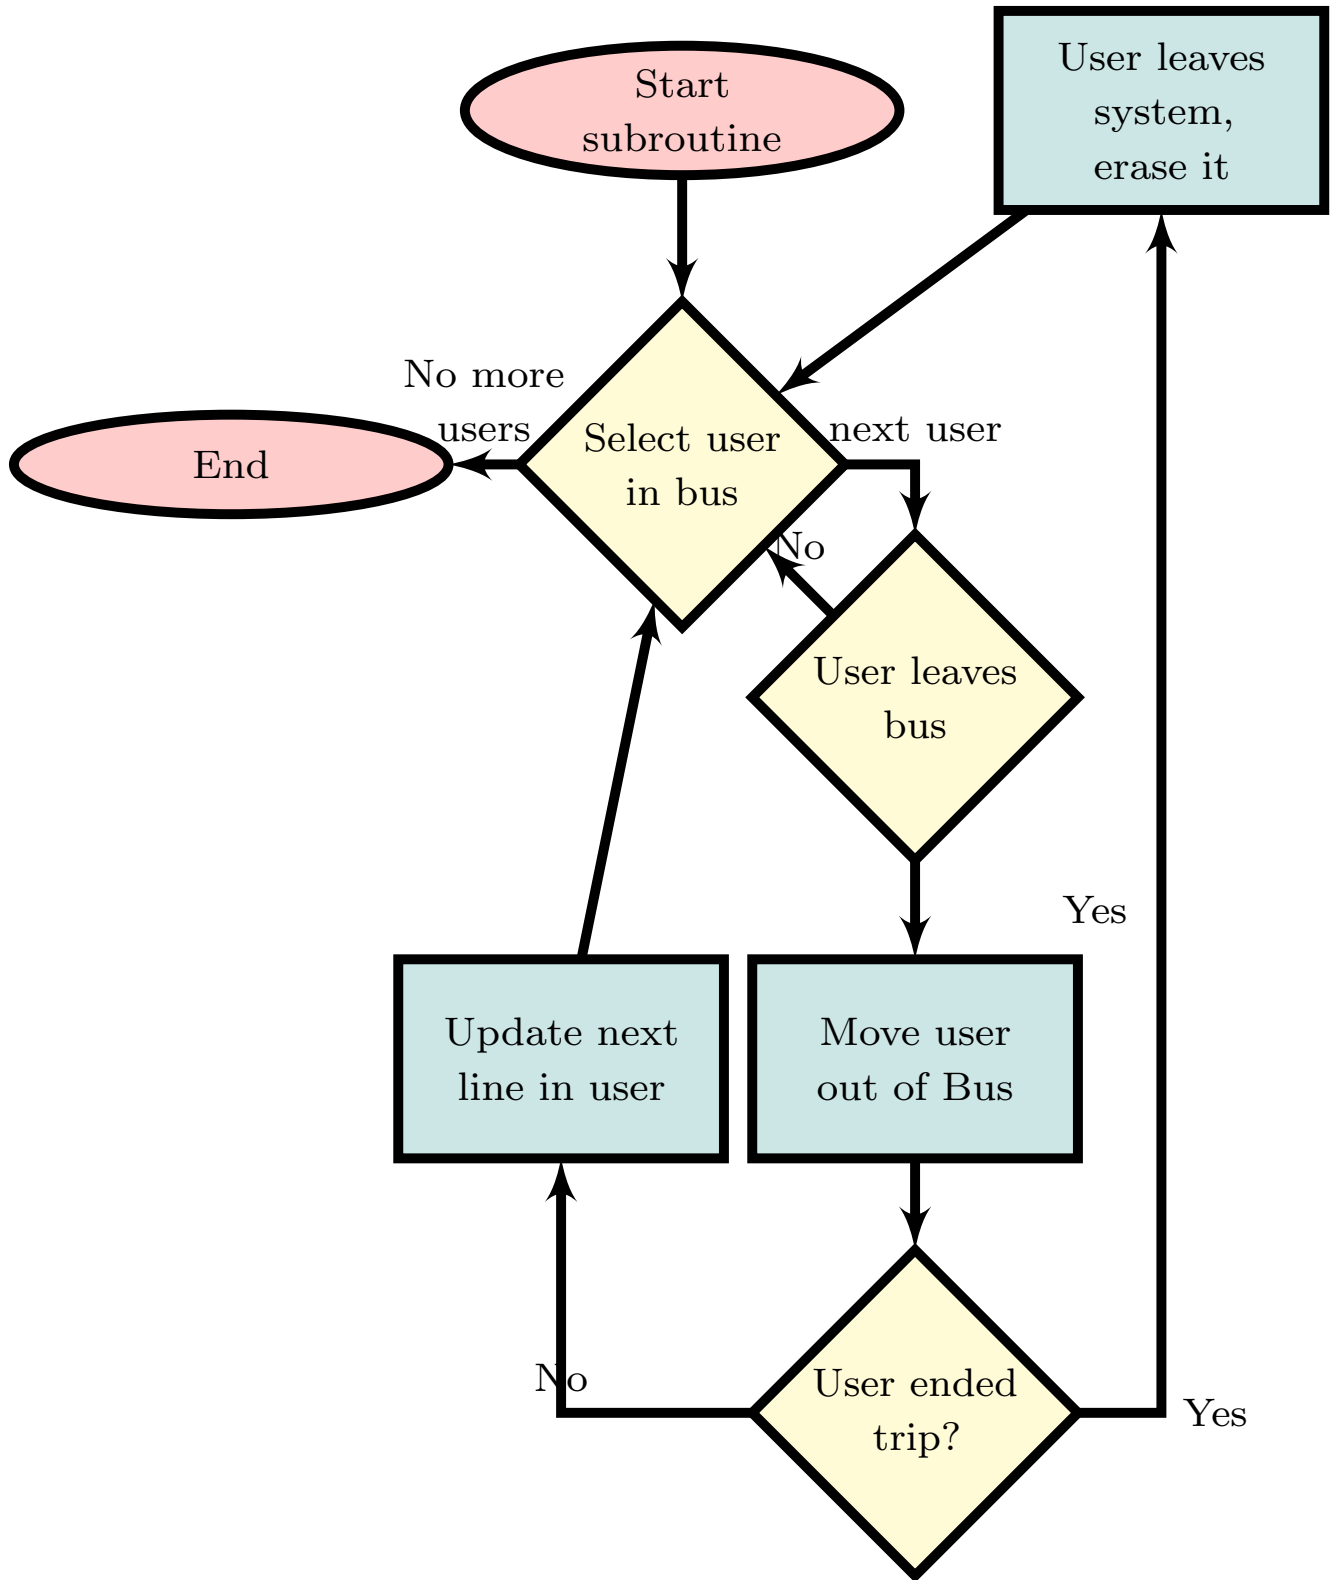 Start
subroutine
User leaves
system,
erase it
No more
users
End
Select user
in bus
next user
No
User leaves
bus
Yes
Update next
line in user
Move user
out of Bus
No
User ended
trip?
Yes